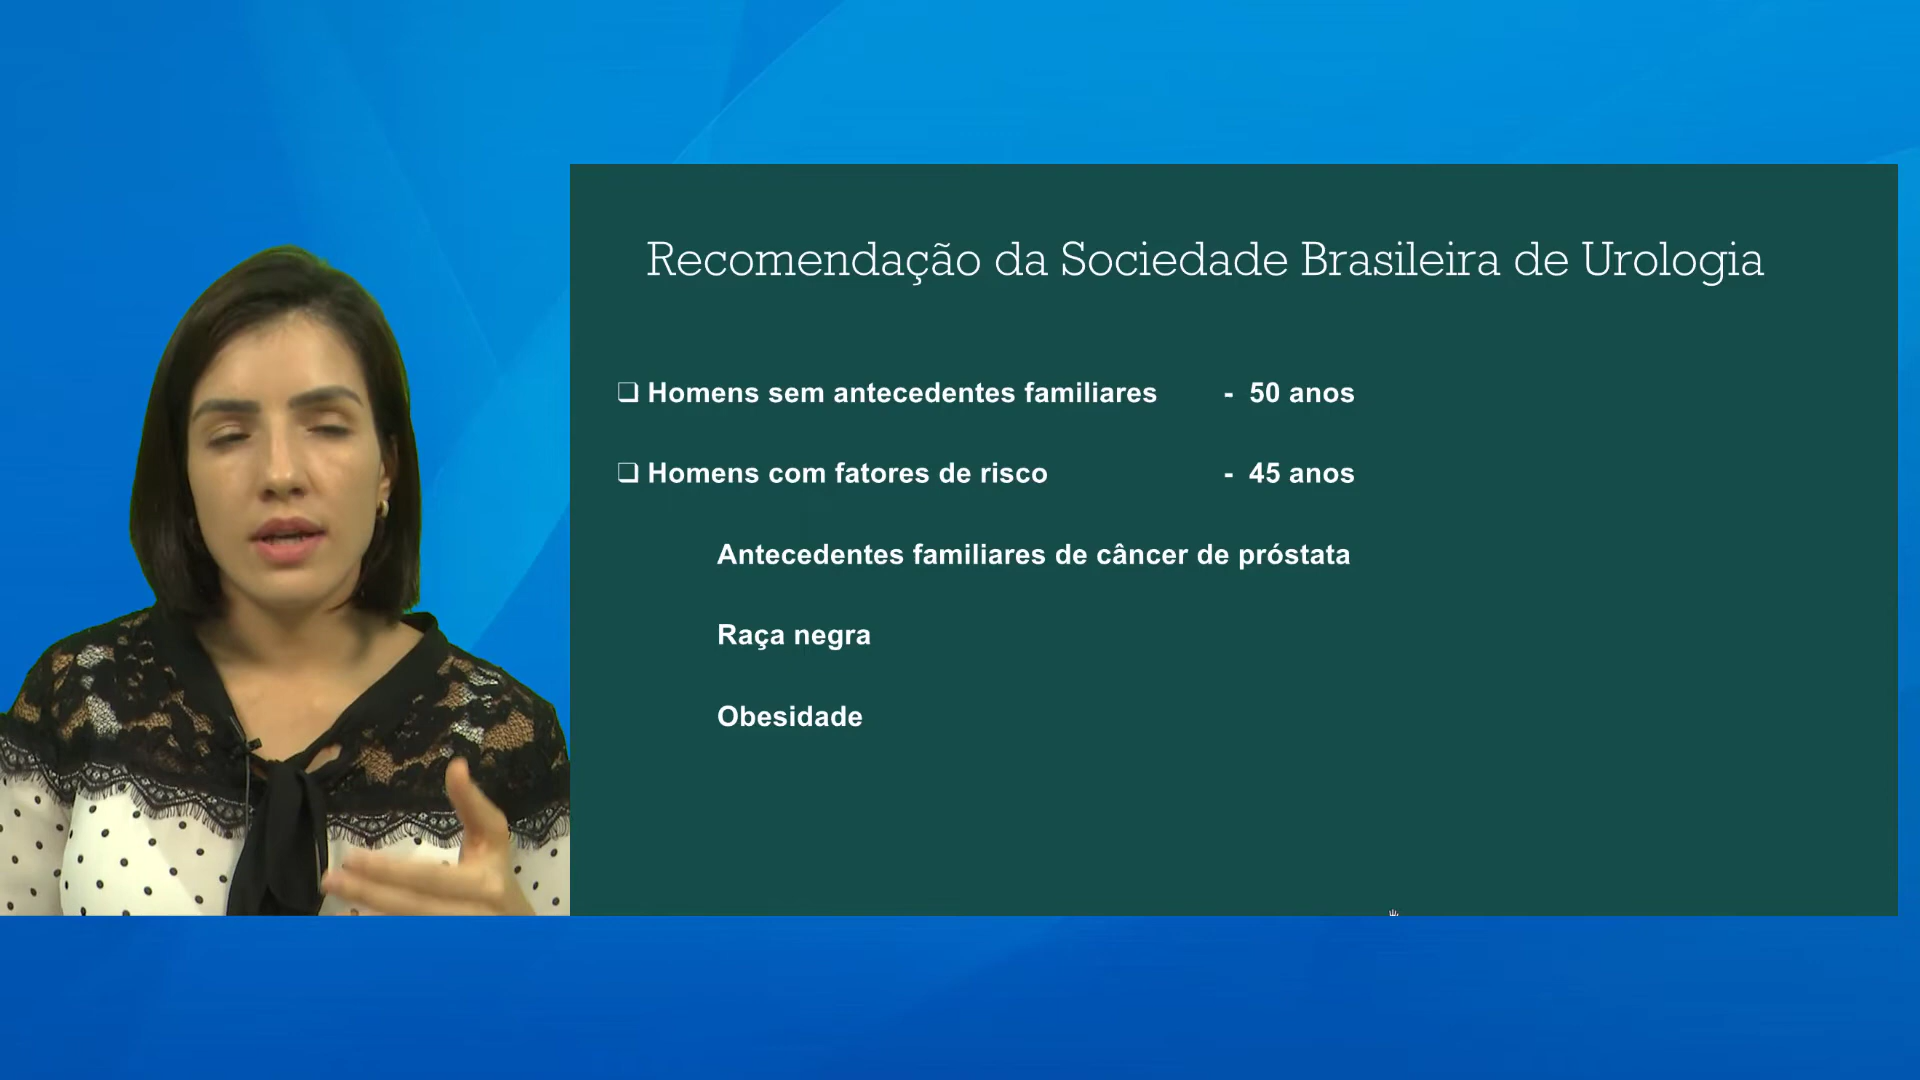 Recomendação da Sociedade Brasileira de Urologia
❑ Homens sem antecedentes familiares - 50 anos
❑ Homens com fatores de risco - 45 anos
Antecedentes familiares de câncer de próstata
Raça negra
Obesidade